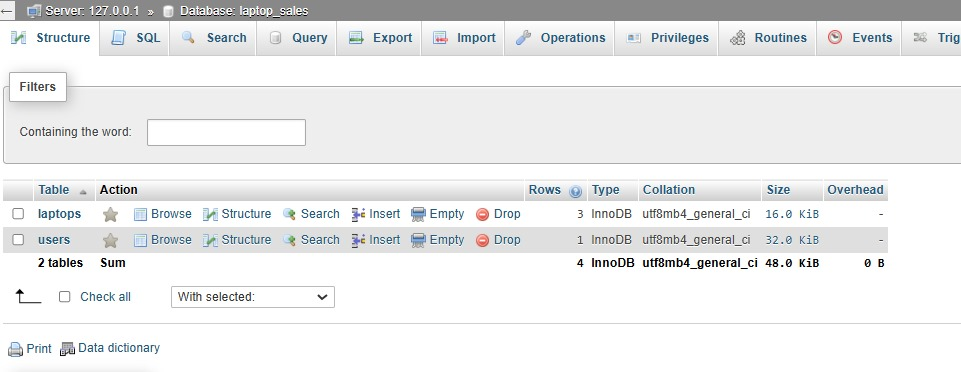 Server: 127.0.0.1 » Database: laptop_sales
Structure SQL Search Query Export Import Operations Privileges Routines Events Trig
Filters
Containing the word:
Table Action Rows Type Collation Size Overhead
laptops Browse Structure Search Insert Empty Drop 3 InnoDB utf8mb4_general_ci 16.0 KiB -
users Browse Structure Search Insert Empty Drop 1 InnoDB utf8mb4_general_ci 32.0 KiB -
2 tables Sum 4 InnoDB utf8mb4_general_ci 48.0 KiB 0 B
Check all With selected:
Print Data dictionary